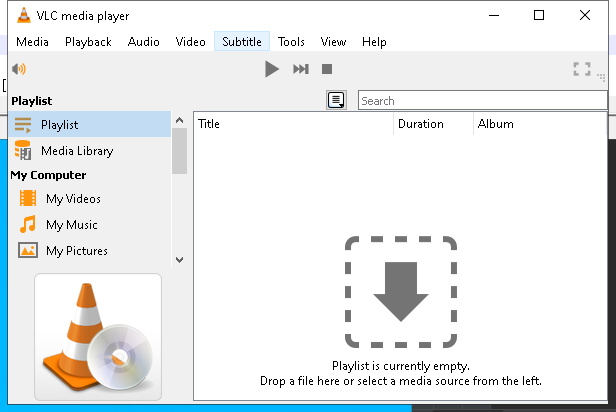 VLC media player
Media Playback Audio Video Subtitle Tools View Help
Playlist
Search
Playlist
Media Library
My Computer
My Videos
My Music
My Pictures
Title Duration Album
Playlist is currently empty.
Drop a file here or select a media source from the left.